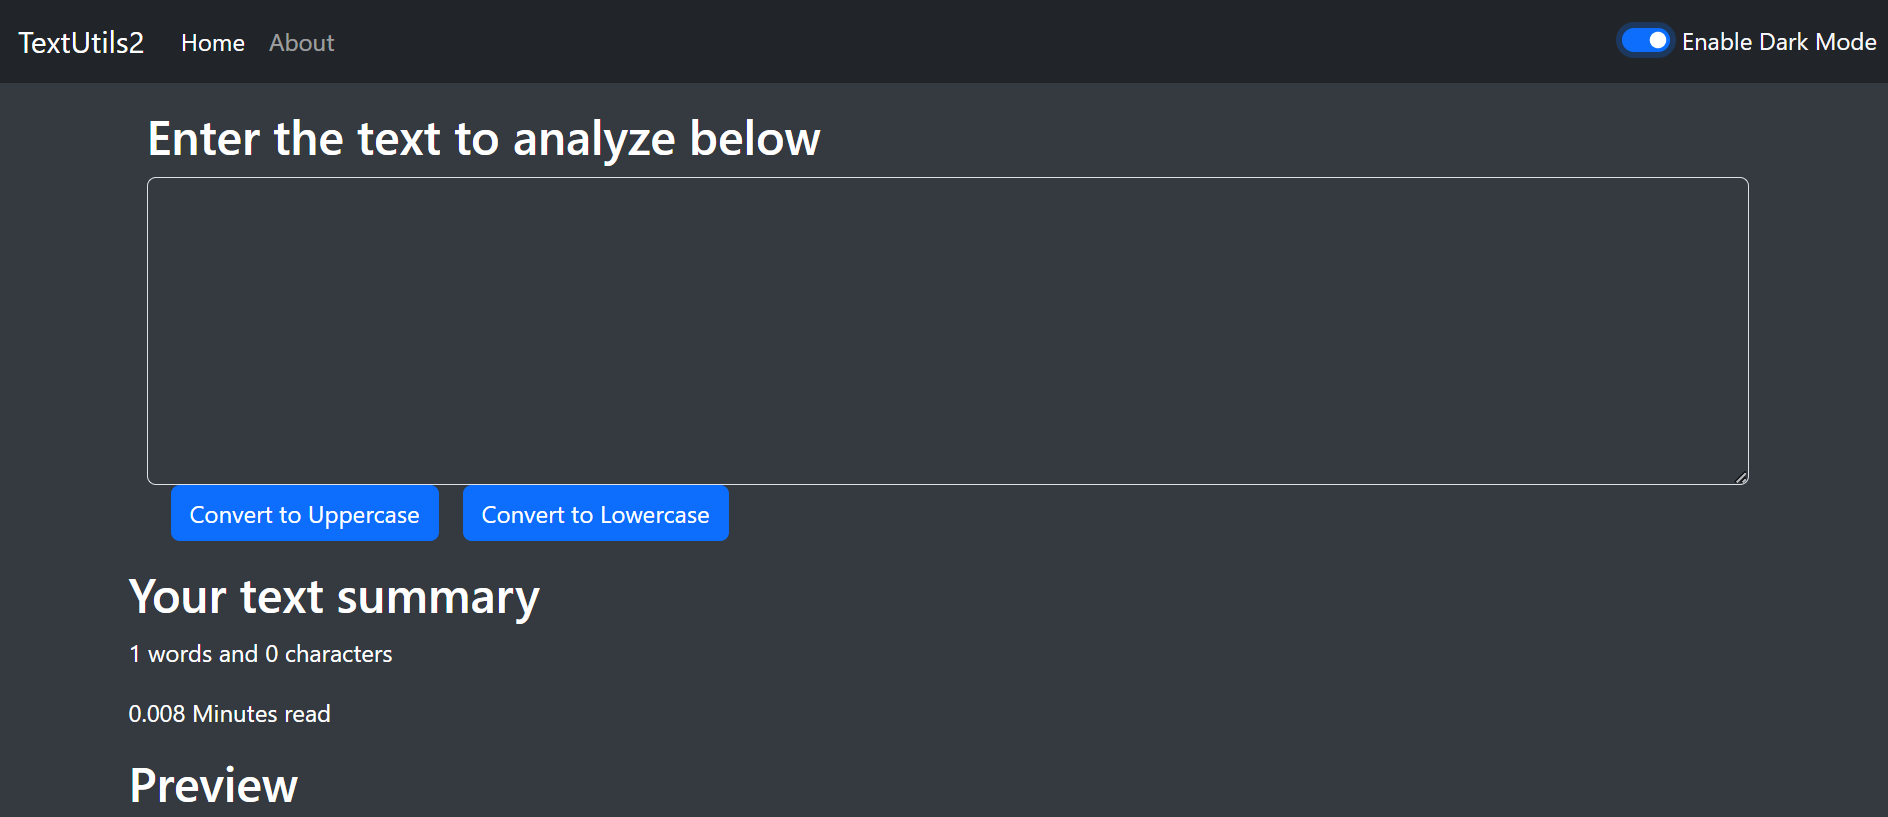 TextUtils2 Home About Enable Dark Mode
Enter the text to analyze below
Convert to Uppercase Convert to Lowercase
Your text summary
1 words and 0 characters
0.008 Minutes read
Preview